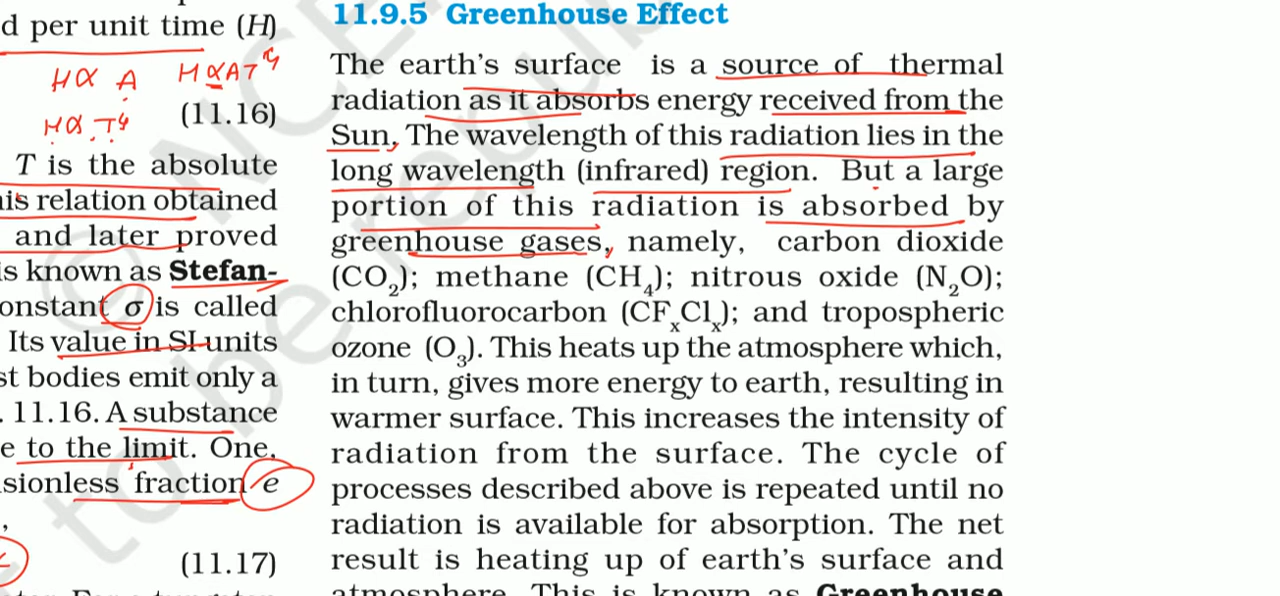 d per unit time (H)
H∝ A H∝AT⁴
(11.16)
H∝ T⁴
T is the absolute
is relation obtained
and later proved
s known as Stefan-
onstant σ is called
Its value in SI units
st bodies emit only a
. 11.16. A substance
e to the limit. One,
sionless fraction e
,
(11.17)
11.9.5 Greenhouse Effect
The earth’s surface is a source of thermal
radiation as it absorbs energy received from the
Sun. The wavelength of this radiation lies in the
long wavelength (infrared) region. But a large
portion of this radiation is absorbed by
greenhouse gases, namely, carbon dioxide
(CO₂); methane (CH₄); nitrous oxide (N₂O);
chlorofluorocarbon (CFₓClₓ); and tropospheric
ozone (O₃). This heats up the atmosphere which,
in turn, gives more energy to earth, resulting in
warmer surface. This increases the intensity of
radiation from the surface. The cycle of
processes described above is repeated until no
radiation is available for absorption. The net
result is heating up of earth’s surface and
atmosphere. This is known as Greenhouse